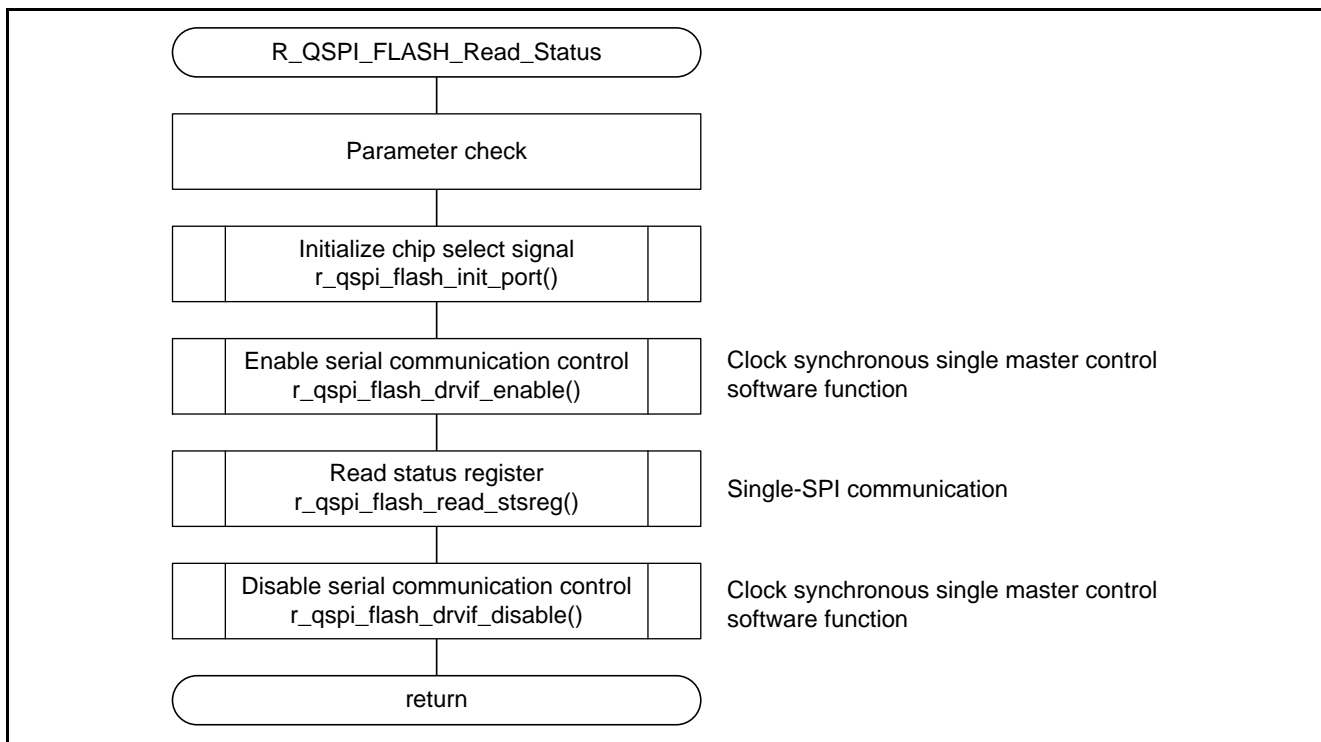 R_QSPI_FLASH_Read_Status
Parameter check
Initialize chip select signal
r_qspi_flash_init_port()
Enable serial communication control
r_qspi_flash_drvif_enable()
Clock synchronous single master control
software function
Read status register
r_qspi_flash_read_stsreg()
Single-SPI communication
Disable serial communication control
r_qspi_flash_drvif_disable()
Clock synchronous single master control
software function
return